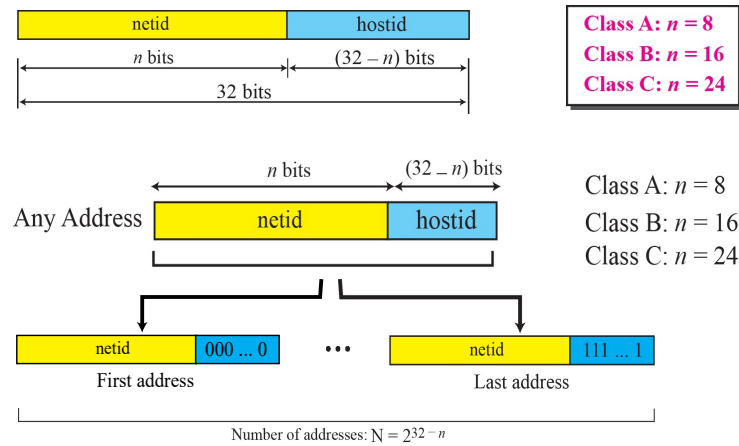 netid hostid
n bits (32 – n) bits
32 bits
Class A: n = 8
Class B: n = 16
Class C: n = 24
n bits (32 – n) bits
Any Address netid hostid
Class A: n = 8
Class B: n = 16
Class C: n = 24
netid 000 ... 0 ••• netid 111 ... 1
First address Last address
Number of addresses: N = 2³²⁻ⁿ